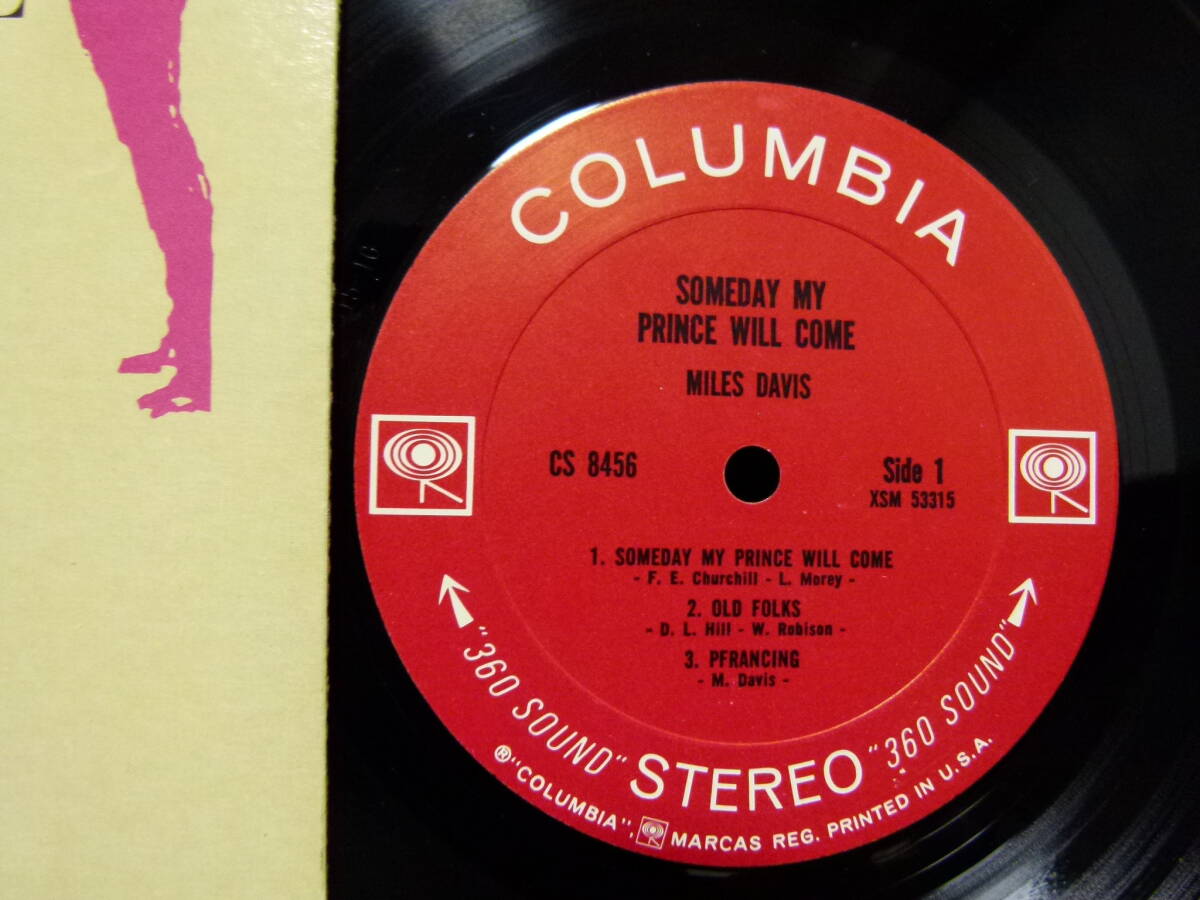 COLUMBIA
SOMEDAY MY
PRINCE WILL COME
MILES DAVIS
CS 8456
Side 1
XSM 53315
1. SOMEDAY MY PRINCE WILL COME
- F. E. Churchill - L. Morey -
2. OLD FOLKS
- D. L. Hill - W. Robison -
3. PFRANCING
- M. Davis -
"360 SOUND" STEREO "360 SOUND"
® "COLUMBIA", MARCAS REG. PRINTED IN U.S.A.